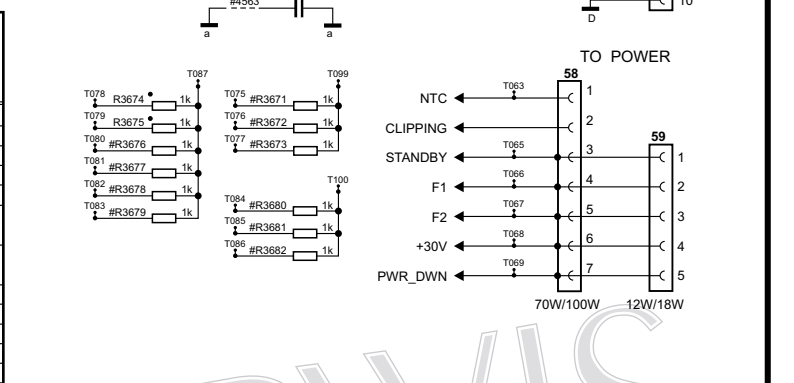 #4563
10
a a
D
TO POWER
T087 T099 58
T078 R3674 1k T075 #R3671 1k NTC T063 1
T079 R3675 1k T076 #R3672 1k CLIPPING 2 59
T080 #R3676 1k T077 #R3673 1k STANDBY T065 3 1
T081 #R3677 1k T100 F1 T066 4 2
T082 #R3678 1k T084 #R3680 1k
T083 #R3679 1k T085 #R3681 1k F2 T067 5 3
T086 #R3682 1k +30V T068 6 4
PWR_DWN T069 7 5
70W/100W 12W/18W